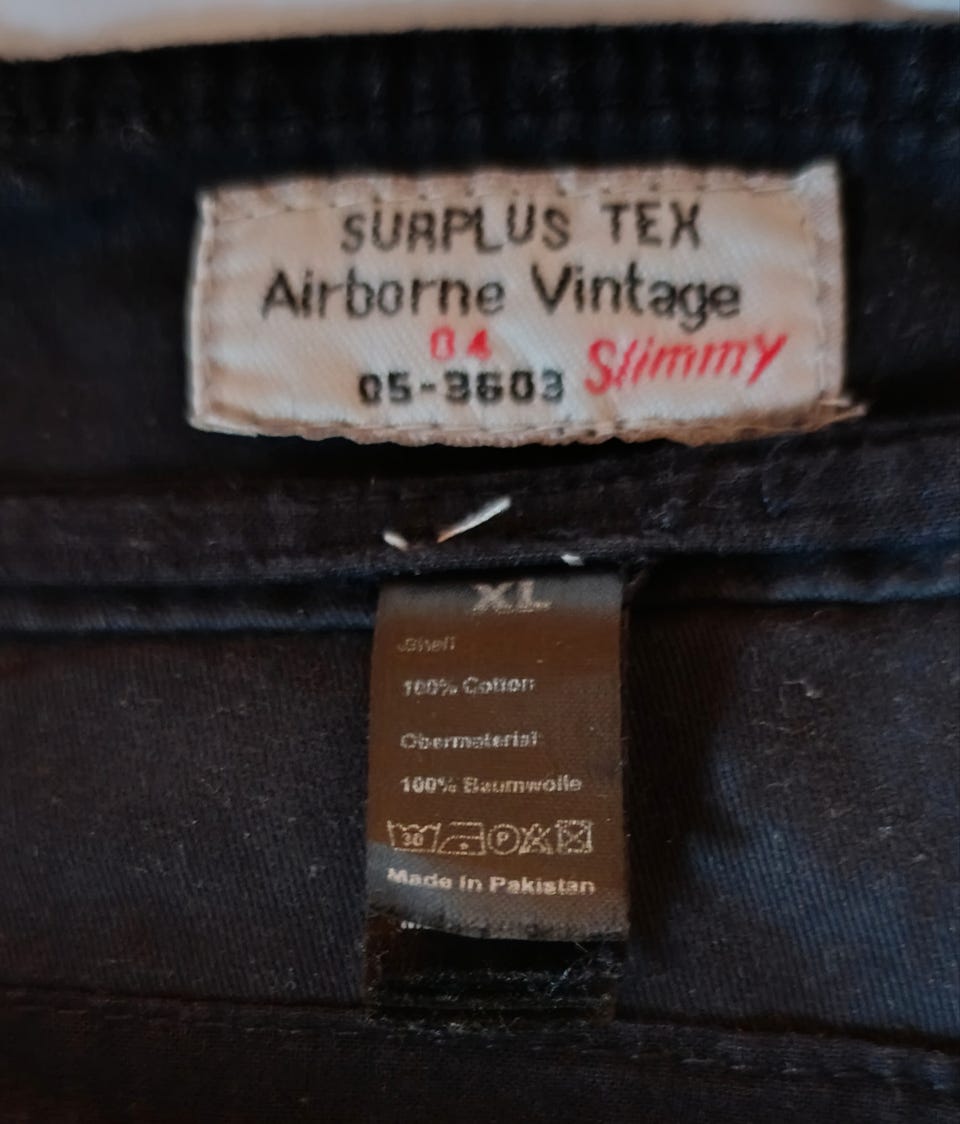 SURPLUS TEX
Airborne Vintage
04
05-3603 Slimmy
XL
Shell
100% Cotton
Obermaterial
100% Baumwolle
30 P
Made in Pakistan